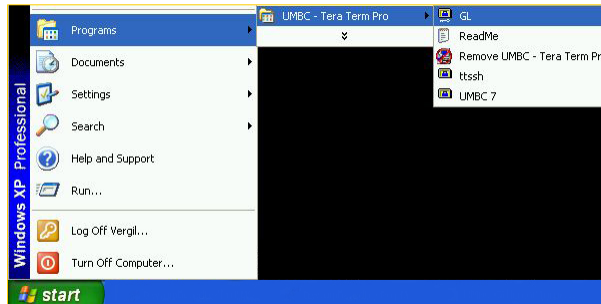 Programs
Documents
Settings
Search
Help and Support
Run...
Log Off Vergil...
Turn Off Computer...
Windows XP Professional
start
UMBC - Tera Term Pro
GL
ReadMe
Remove UMBC - Tera Term Pr
ttssh
UMBC 7